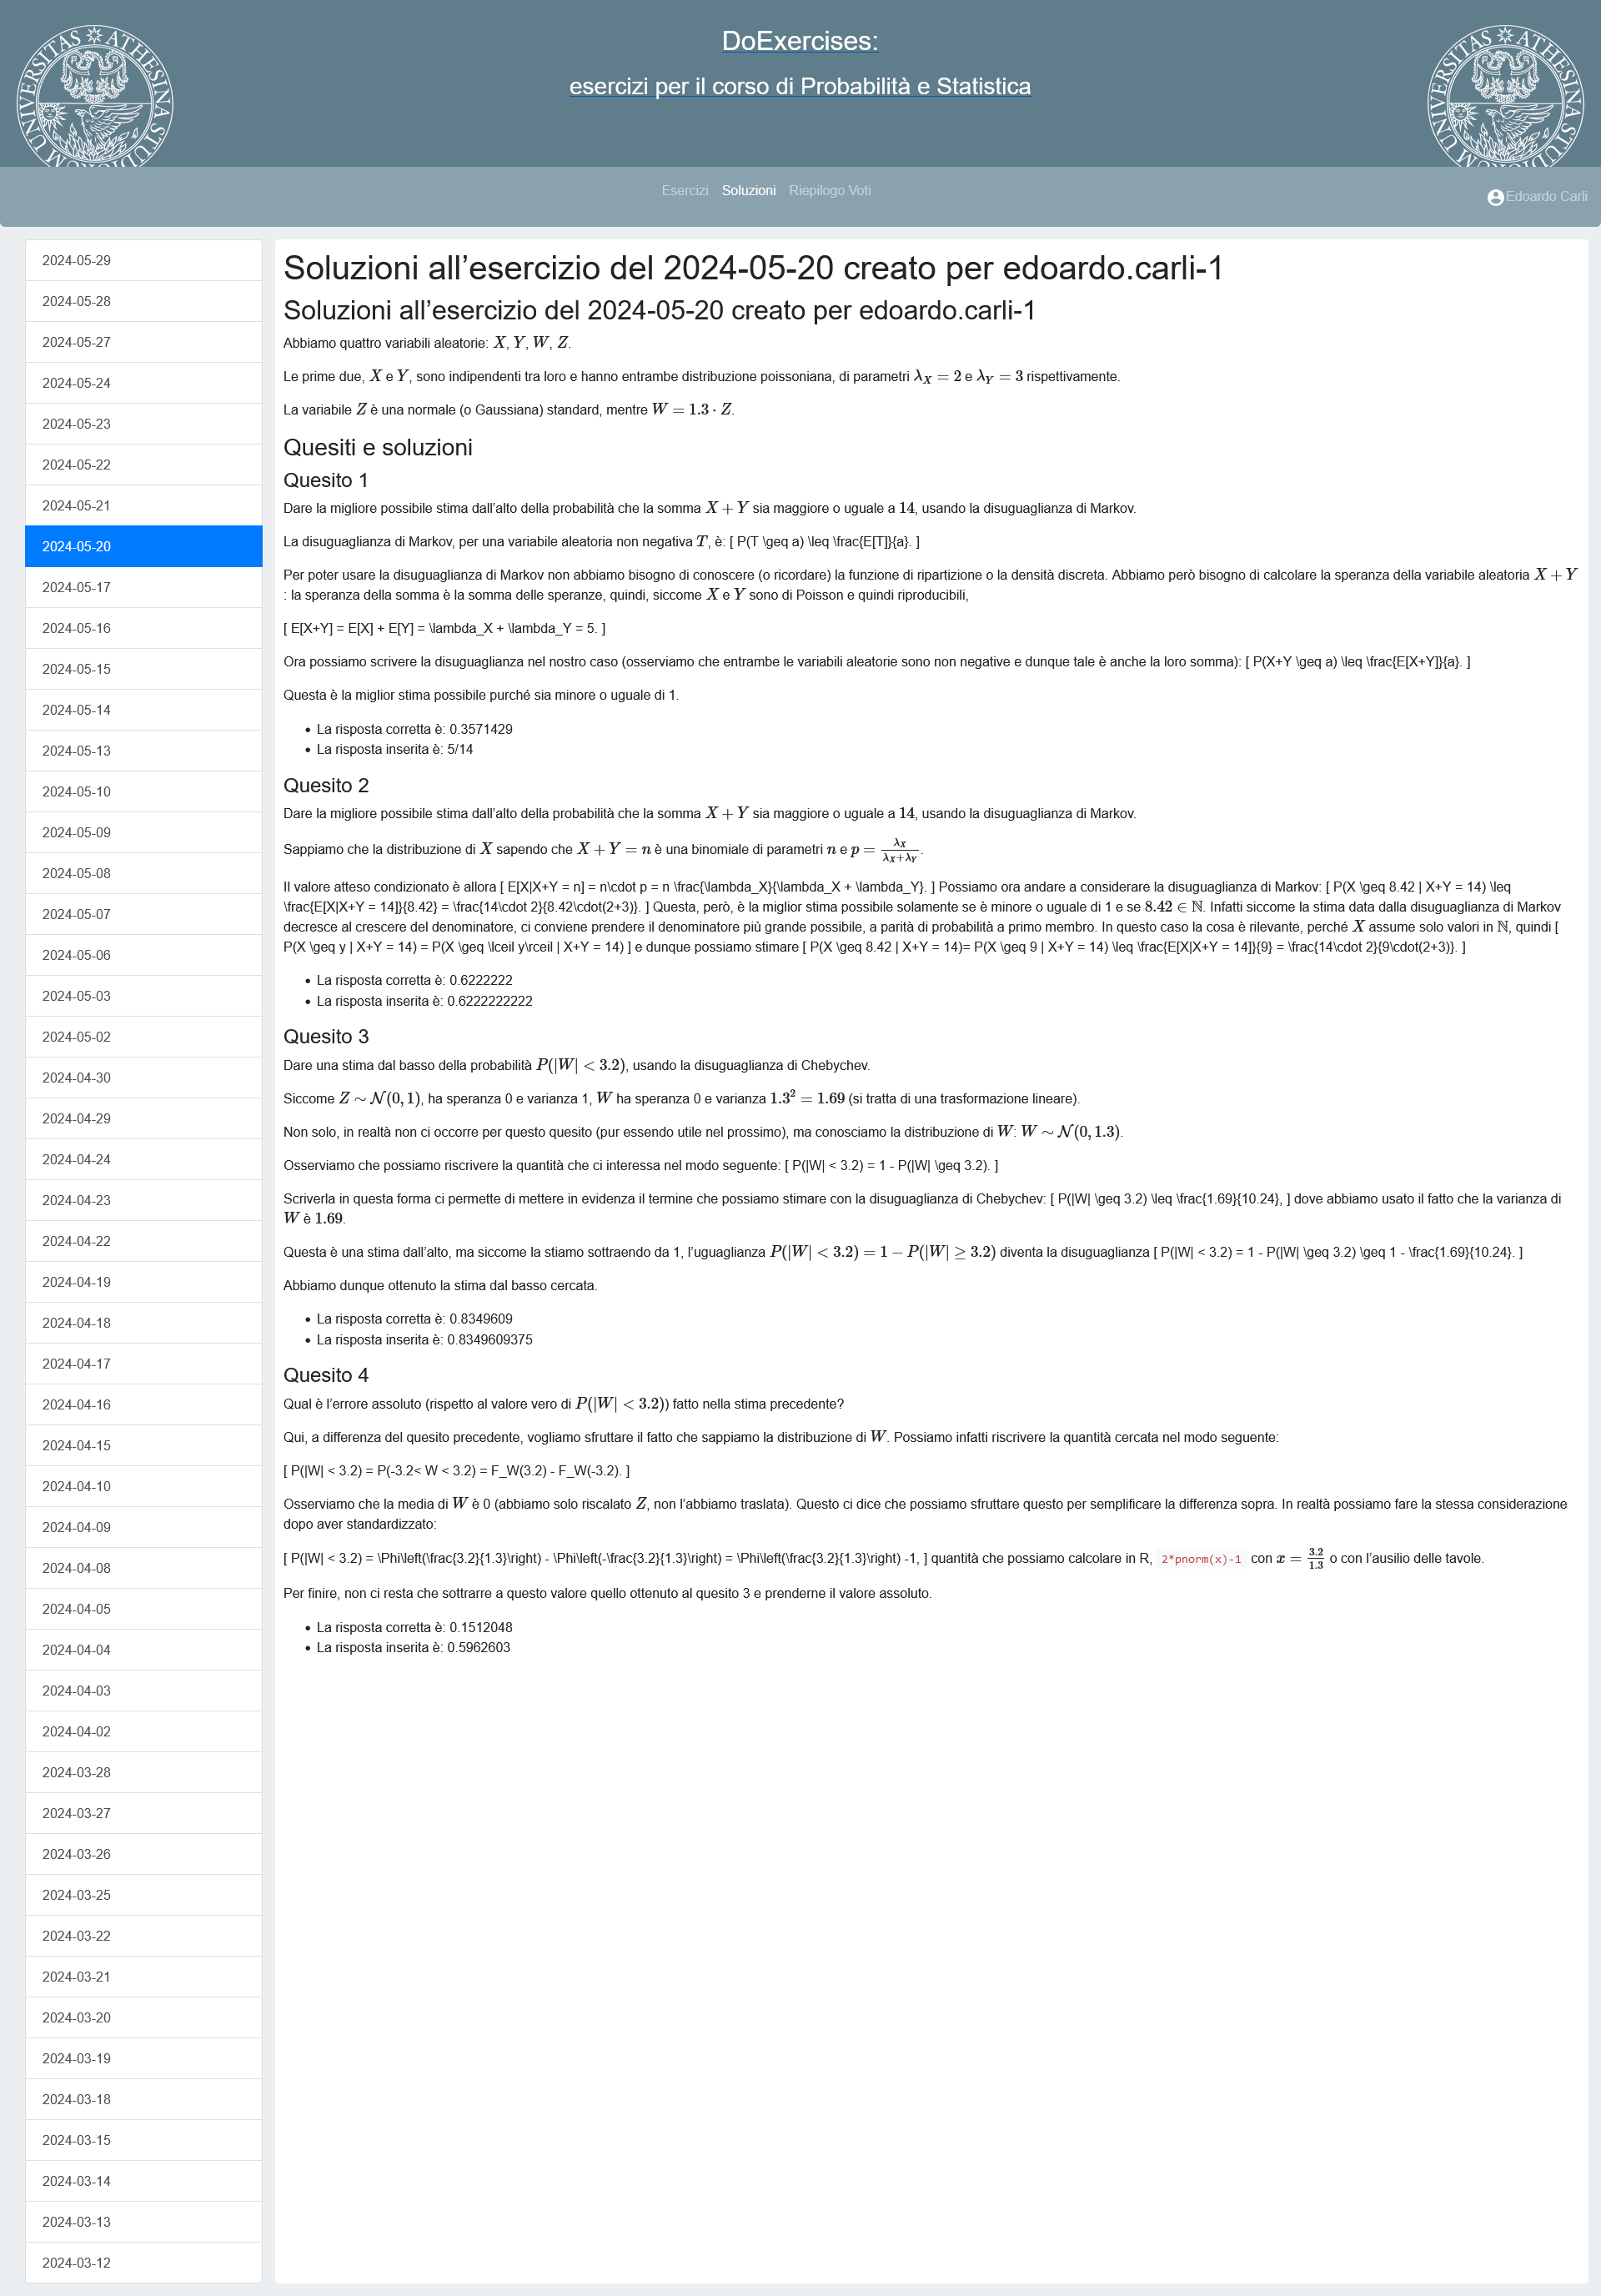 UNIVERSITAS ATHESINA STUDIORUM
DoExercises:
esercizi per il corso di Probabilità e Statistica
UNIVERSITAS ATHESINA STUDIORUM
Esercizi Soluzioni Riepilogo Voti
Edoardo Carli
2024-05-29
2024-05-28
2024-05-27
2024-05-24
2024-05-23
2024-05-22
2024-05-21
2024-05-20
2024-05-17
2024-05-16
2024-05-15
2024-05-14
2024-05-13
2024-05-10
2024-05-09
2024-05-08
2024-05-07
2024-05-06
2024-05-03
2024-05-02
2024-04-30
2024-04-29
2024-04-24
2024-04-23
2024-04-22
2024-04-19
2024-04-18
2024-04-17
2024-04-16
2024-04-15
2024-04-10
2024-04-09
2024-04-08
2024-04-05
2024-04-04
2024-04-03
2024-04-02
2024-03-28
2024-03-27
2024-03-26
2024-03-25
2024-03-22
2024-03-21
2024-03-20
2024-03-19
2024-03-18
2024-03-15
2024-03-14
2024-03-13
2024-03-12
Soluzioni all’esercizio del 2024-05-20 creato per edoardo.carli-1
Soluzioni all’esercizio del 2024-05-20 creato per edoardo.carli-1
Abbiamo quattro variabili aleatorie: X, Y, W, Z.
Le prime due, X e Y, sono indipendenti tra loro e hanno entrambe distribuzione poissoniana, di parametri λ_X = 2 e λ_Y = 3 rispettivamente.
La variabile Z è una normale (o Gaussiana) standard, mentre W = 1.3 · Z.
Quesiti e soluzioni
Quesito 1
Dare la migliore possibile stima dall’alto della probabilità che la somma X + Y sia maggiore o uguale a 14, usando la disuguaglianza di Markov.
La disuguaglianza di Markov, per una variabile aleatoria non negativa T, è: [ P(T \geq a) \leq \frac{E[T]}{a}. ]
Per poter usare la disuguaglianza di Markov non abbiamo bisogno di conoscere (o ricordare) la funzione di ripartizione o la densità discreta. Abbiamo però bisogno di calcolare la speranza della variabile aleatoria X + Y
: la speranza della somma è la somma delle speranze, quindi, siccome X e Y sono di Poisson e quindi riproducibili,
[ E[X+Y] = E[X] + E[Y] = \lambda_X + \lambda_Y = 5. ]
Ora possiamo scrivere la disuguaglianza nel nostro caso (osserviamo che entrambe le variabili aleatorie sono non negative e dunque tale è anche la loro somma): [ P(X+Y \geq a) \leq \frac{E[X+Y]}{a}. ]
Questa è la miglior stima possibile purché sia minore o uguale di 1.
• La risposta corretta è: 0.3571429
• La risposta inserita è: 5/14
Quesito 2
Dare la migliore possibile stima dall’alto della probabilità che la somma X + Y sia maggiore o uguale a 14, usando la disuguaglianza di Markov.
Sappiamo che la distribuzione di X sapendo che X + Y = n è una binomiale di parametri n e p = λ_X/(λ_X+λ_Y).
Il valore atteso condizionato è allora [ E[X|X+Y = n] = n\cdot p = n \frac{\lambda_X}{\lambda_X + \lambda_Y}. ] Possiamo ora andare a considerare la disuguaglianza di Markov: [ P(X \geq 8.42 | X+Y = 14) \leq
\frac{E[X|X+Y = 14]}{8.42} = \frac{14\cdot 2}{8.42\cdot(2+3)}. ] Questa, però, è la miglior stima possibile solamente se è minore o uguale di 1 e se 8.42 ∈ ℕ. Infatti siccome la stima data dalla disuguaglianza di Markov
decresce al crescere del denominatore, ci conviene prendere il denominatore più grande possibile, a parità di probabilità a primo membro. In questo caso la cosa è rilevante, perché X assume solo valori in ℕ, quindi [
P(X \geq y | X+Y = 14) = P(X \geq \lceil y\rceil | X+Y = 14) ] e dunque possiamo stimare [ P(X \geq 8.42 | X+Y = 14)= P(X \geq 9 | X+Y = 14) \leq \frac{E[X|X+Y = 14]}{9} = \frac{14\cdot 2}{9\cdot(2+3)}. ]
• La risposta corretta è: 0.6222222
• La risposta inserita è: 0.6222222222
Quesito 3
Dare una stima dal basso della probabilità P(|W| < 3.2), usando la disuguaglianza di Chebychev.
Siccome Z ∼ 𝒩(0, 1), ha speranza 0 e varianza 1, W ha speranza 0 e varianza 1.3² = 1.69 (si tratta di una trasformazione lineare).
Non solo, in realtà non ci occorre per questo quesito (pur essendo utile nel prossimo), ma conosciamo la distribuzione di W: W ∼ 𝒩(0, 1.3).
Osserviamo che possiamo riscrivere la quantità che ci interessa nel modo seguente: [ P(|W| < 3.2) = 1 - P(|W| \geq 3.2). ]
Scriverla in questa forma ci permette di mettere in evidenza il termine che possiamo stimare con la disuguaglianza di Chebychev: [ P(|W| \geq 3.2) \leq \frac{1.69}{10.24}, ] dove abbiamo usato il fatto che la varianza di
W è 1.69.
Questa è una stima dall’alto, ma siccome la stiamo sottraendo da 1, l’uguaglianza P(|W| < 3.2) = 1 − P(|W| ≥ 3.2) diventa la disuguaglianza [ P(|W| < 3.2) = 1 - P(|W| \geq 3.2) \geq 1 - \frac{1.69}{10.24}. ]
Abbiamo dunque ottenuto la stima dal basso cercata.
• La risposta corretta è: 0.8349609
• La risposta inserita è: 0.8349609375
Quesito 4
Qual è l’errore assoluto (rispetto al valore vero di P(|W| < 3.2)) fatto nella stima precedente?
Qui, a differenza del quesito precedente, vogliamo sfruttare il fatto che sappiamo la distribuzione di W. Possiamo infatti riscrivere la quantità cercata nel modo seguente:
[ P(|W| < 3.2) = P(-3.2< W < 3.2) = F_W(3.2) - F_W(-3.2). ]
Osserviamo che la media di W è 0 (abbiamo solo riscalato Z, non l’abbiamo traslata). Questo ci dice che possiamo sfruttare questo per semplificare la differenza sopra. In realtà possiamo fare la stessa considerazione
dopo aver standardizzato:
[ P(|W| < 3.2) = \Phi\left(\frac{3.2}{1.3}\right) - \Phi\left(-\frac{3.2}{1.3}\right) = \Phi\left(\frac{3.2}{1.3}\right) -1, ] quantità che possiamo calcolare in R, 2*pnorm(x)-1 con x = 3.2/1.3 o con l’ausilio delle tavole.
Per finire, non ci resta che sottrarre a questo valore quello ottenuto al quesito 3 e prenderne il valore assoluto.
• La risposta corretta è: 0.1512048
• La risposta inserita è: 0.5962603